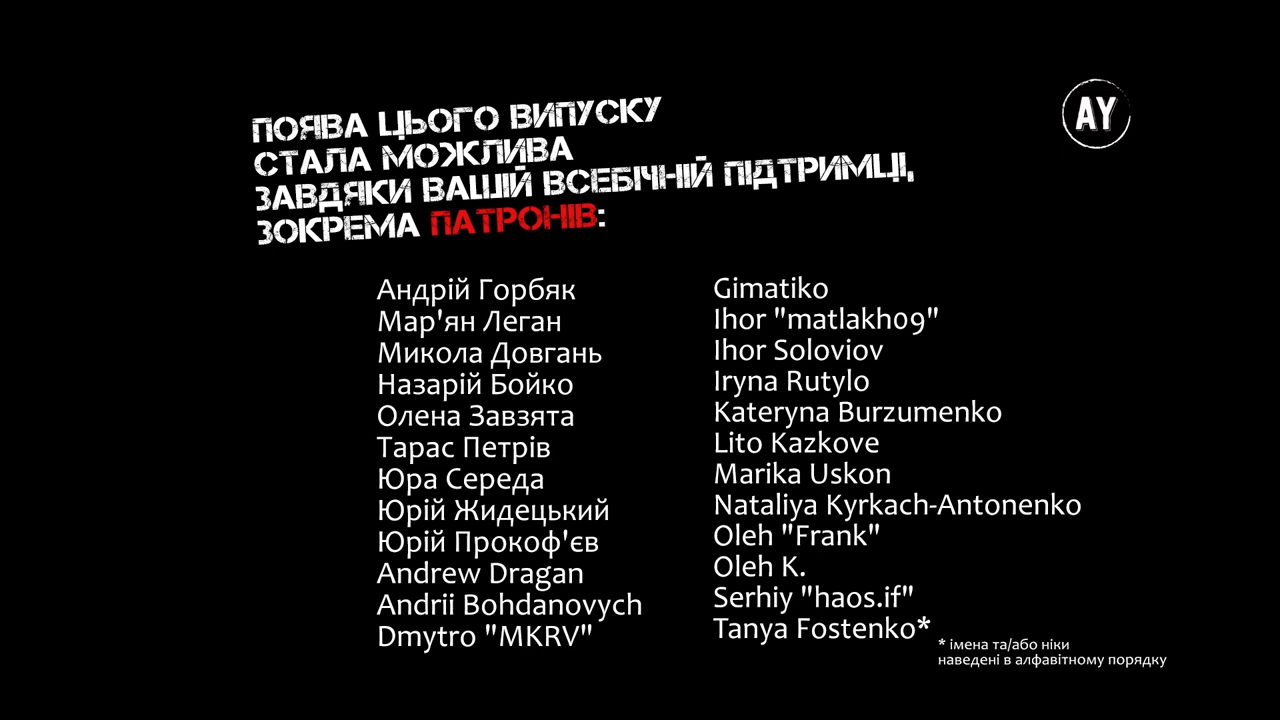 ПОЯВА ЦЬОГО ВИПУСКУ
СТАЛА МОЖЛИВА
ЗАВДЯКИ ВАШІЙ ВСЕБІЧНІЙ ПІДТРИМЦІ,
ЗОКРЕМА ПАТРОНІВ:
AY
Андрій Горбяк
Мар'ян Леган
Микола Довгань
Назарій Бойко
Олена Завзята
Тарас Петрів
Юра Середа
Юрій Жидецький
Юрій Прокоф'єв
Andrew Dragan
Andrii Bohdanovych
Dmytro "MKRV"
Gimatiko
Ihor "matlakh09"
Ihor Soloviov
Iryna Rutylo
Kateryna Burzumenko
Lito Kazkove
Marika Uskon
Nataliya Kyrkach-Antonenko
Oleh "Frank"
Oleh K.
Serhiy "haos.if"
Tanya Fostenko*
* імена та/або ніки
наведені в алфавітному порядку